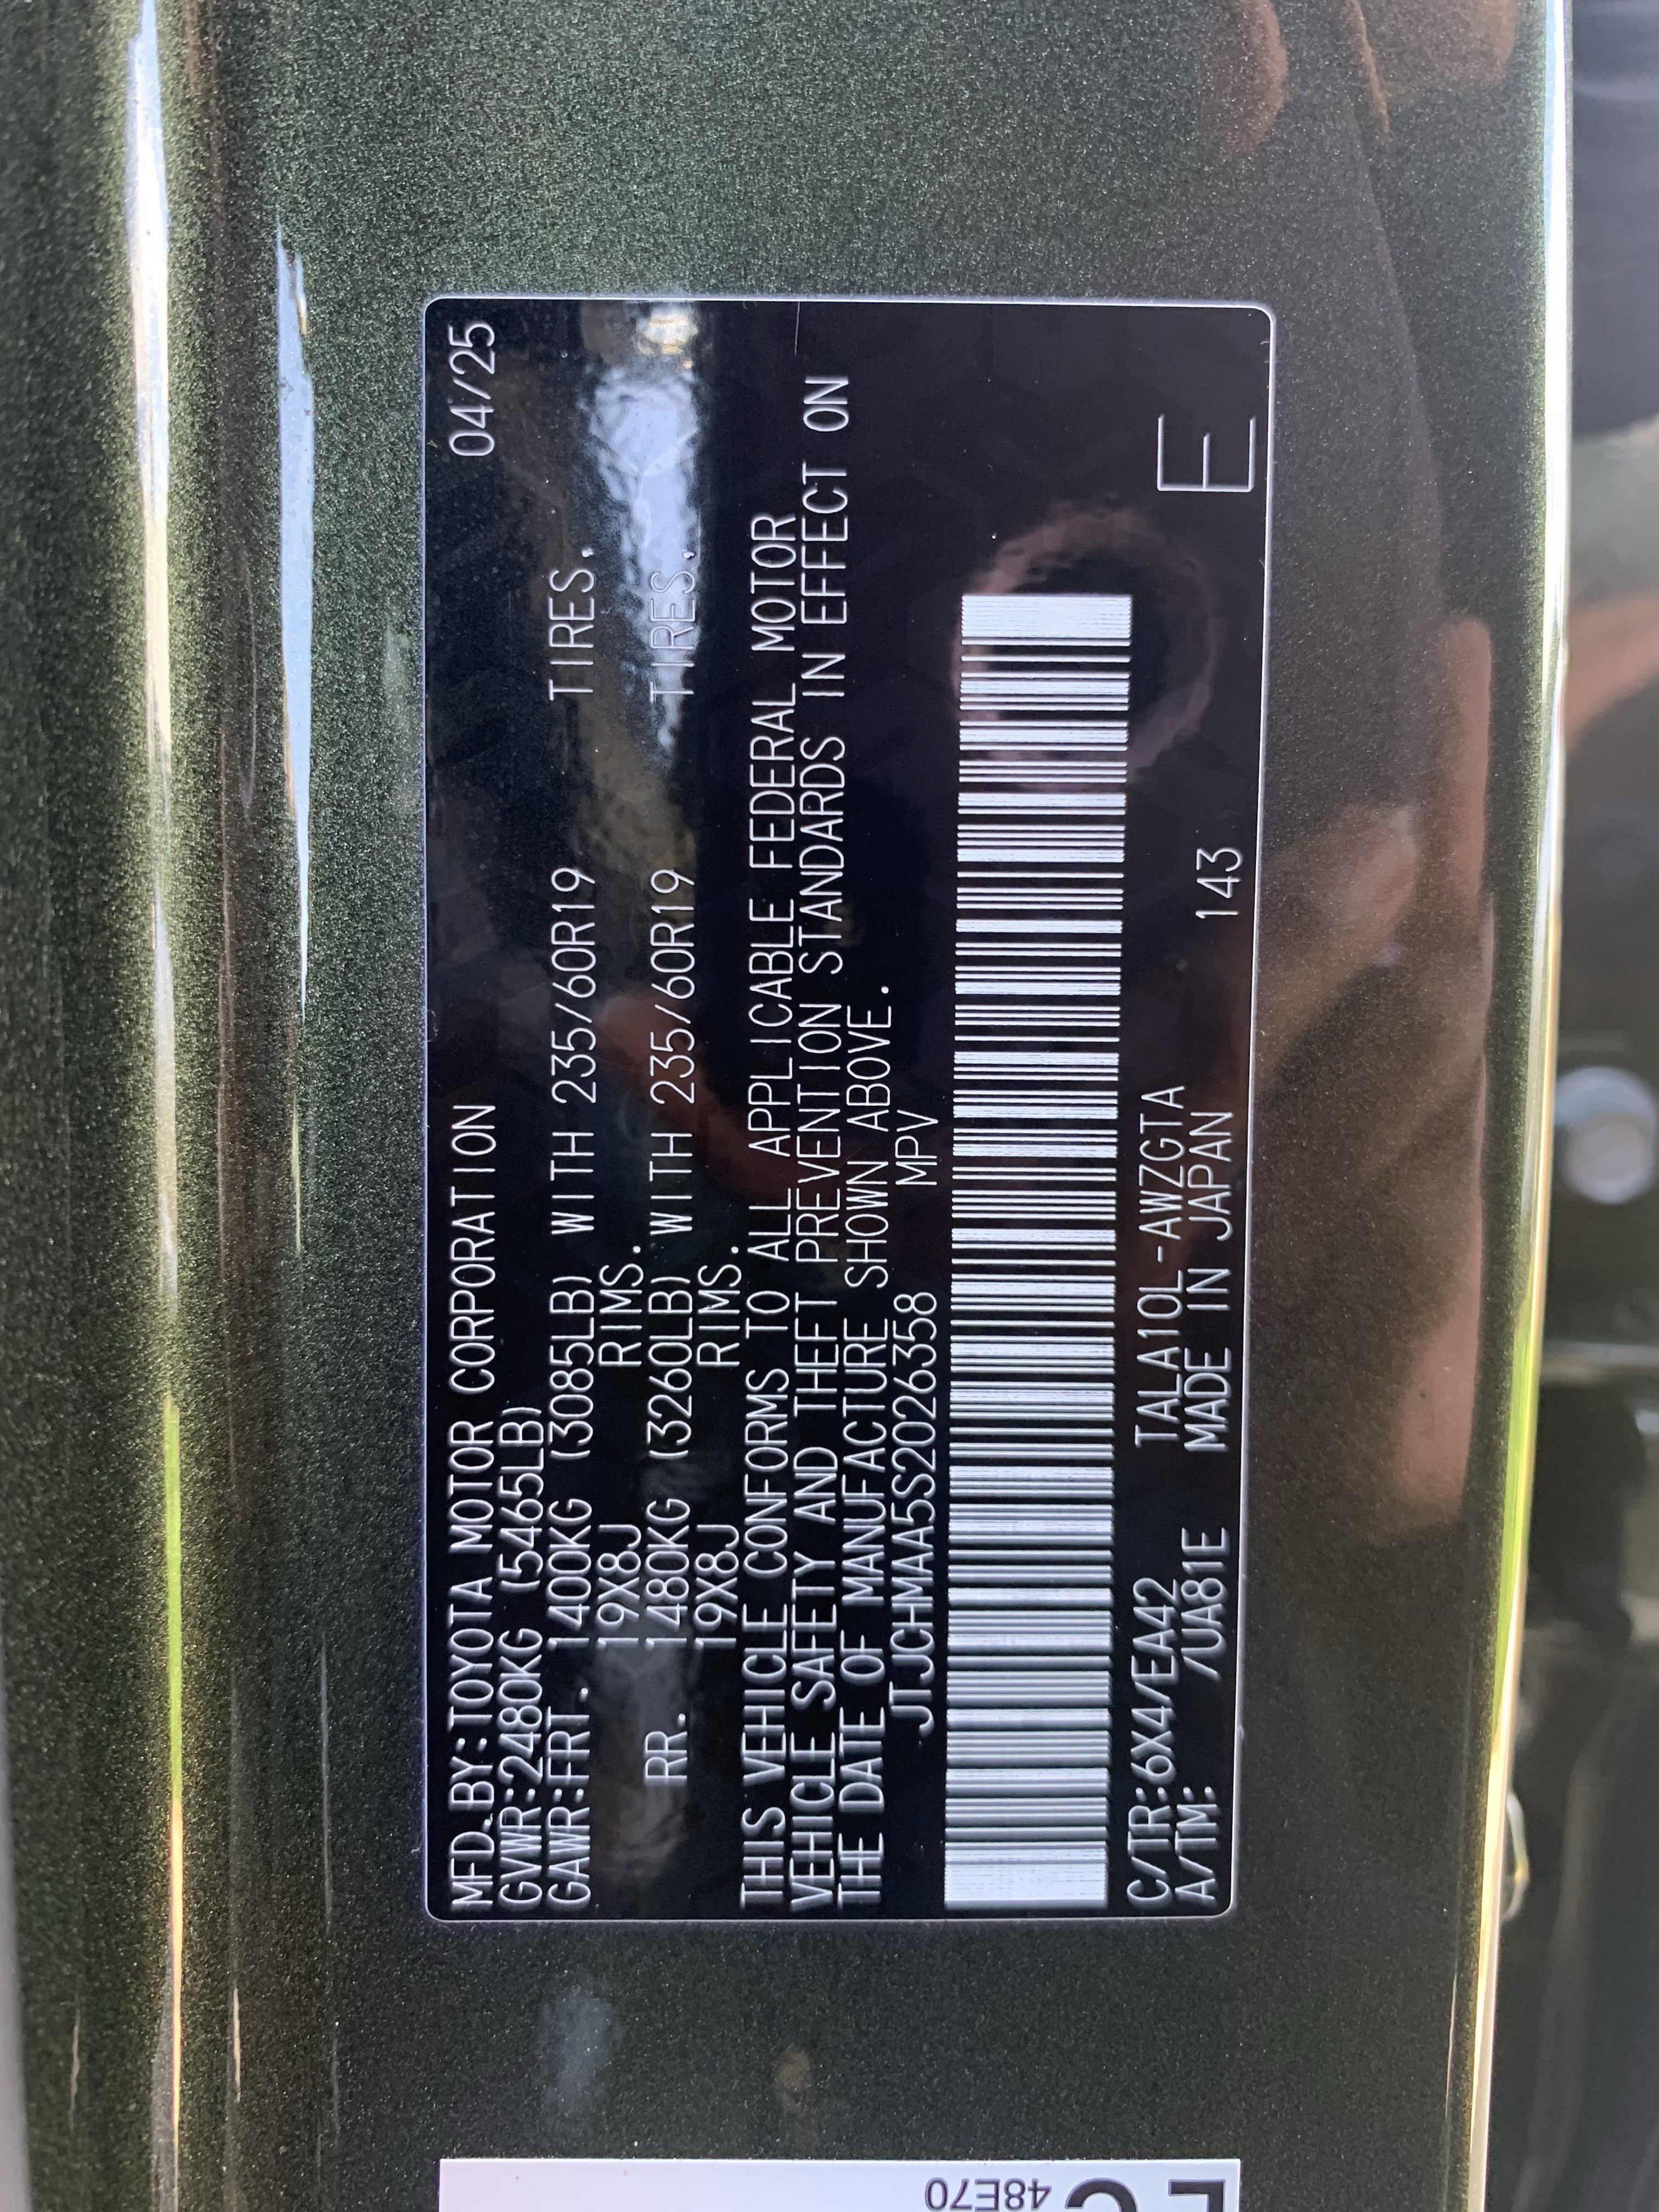 MFD.BY:TOYOTA MOTOR CORPORATION 04/25
GVWR:2480KG (5465LB)
GAWR:FRT. 1400KG (3085LB) WITH 235/60R19 TIRES.
19X8J RIMS.
RR. 1480KG (3260LB) WITH 235/60R19 TIRES.
19X8J RIMS.
THIS VEHICLE CONFORMS TO ALL APPLICABLE FEDERAL MOTOR
VEHICLE SAFETY AND THEFT PREVENTION STANDARDS IN EFFECT ON
THE DATE OF MANUFACTURE SHOWN ABOVE.
JTJCHMAA5S2026358 MPV
C/TR:6X4/EA42 TALA10L-AWZGTA
A/TM: /UA81E MADE IN JAPAN 143 E
48E70